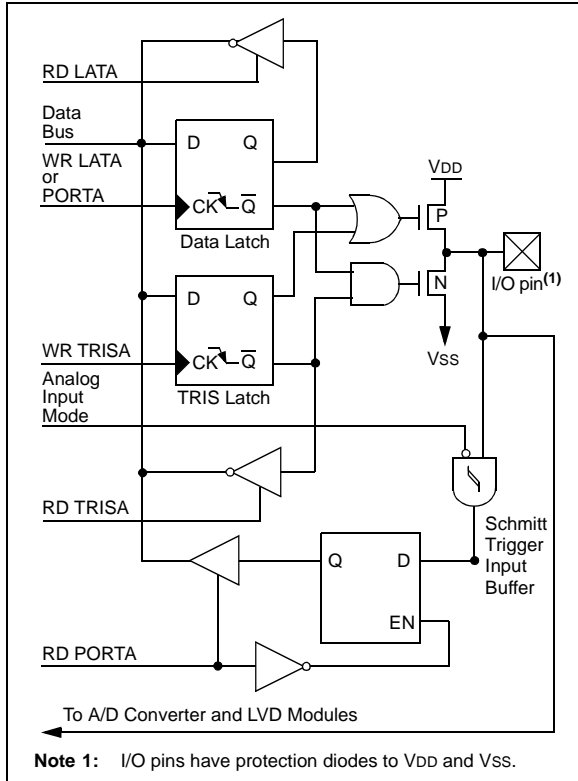 RD LATA
Data
Bus
D Q
WR LATA
or
PORTA
CK Q
Data Latch
VDD
P
I/O pin(1)
N
D Q
WR TRISA
CK Q
VSS
Analog
Input
Mode
TRIS Latch
RD TRISA
Schmitt
Trigger
Input
Buffer
Q D
EN
RD PORTA
To A/D Converter and LVD Modules
Note 1: I/O pins have protection diodes to VDD and VSS.